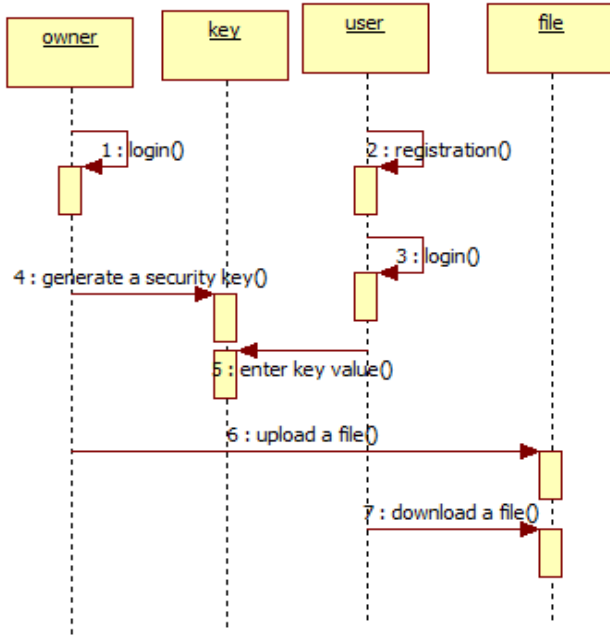 owner
key
user
file
1 : login()
2 : registration()
3 : login()
4 : generate a security key()
5 : enter key value()
6 : upload a file()
7 : download a file()